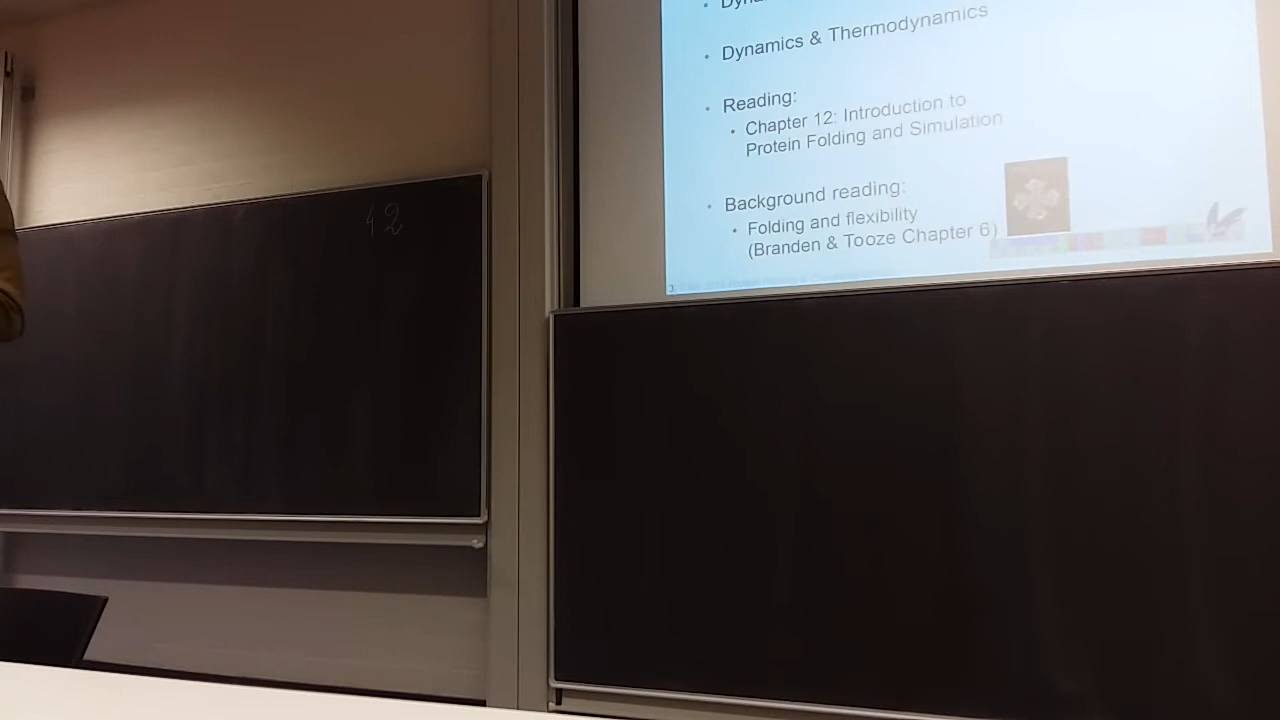 Dynamics & Thermodynamics
Reading:
Chapter 12: Introduction to
Protein Folding and Simulation
Background reading:
Folding and flexibility
(Branden & Tooze Chapter 6)
42